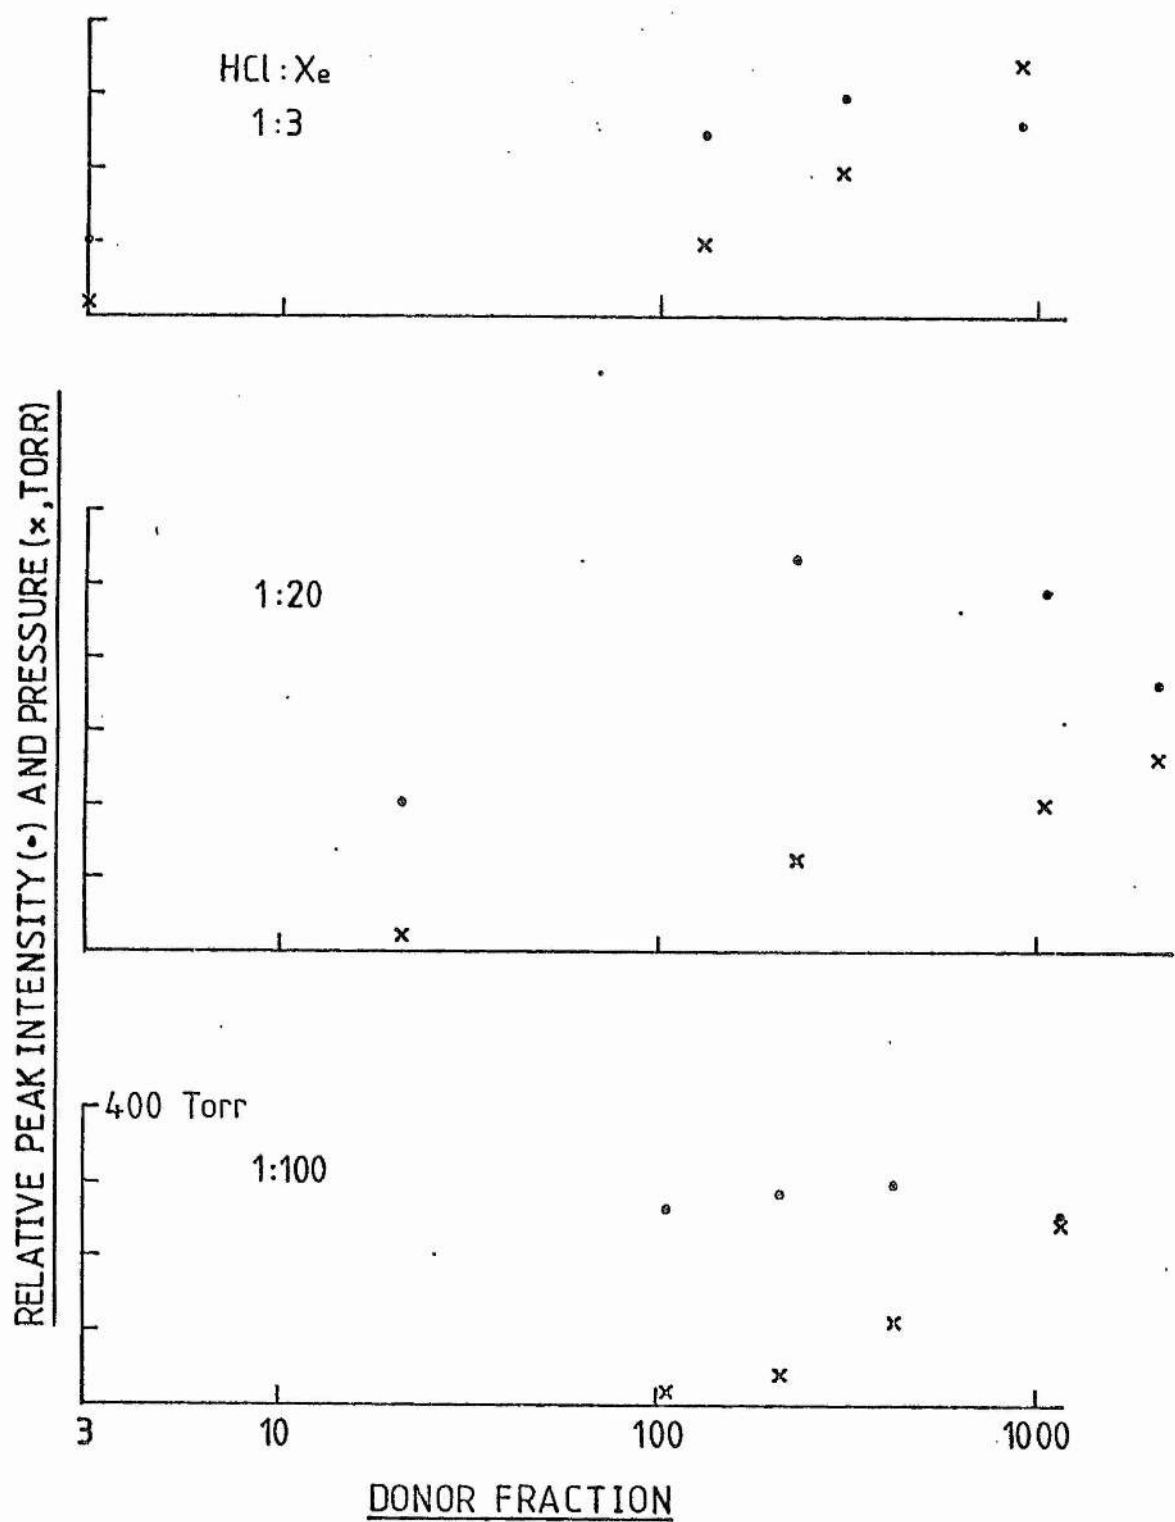 HCl : Xe
1:3
RELATIVE PEAK INTENSITY (•) AND PRESSURE (×, TORR)
1:20
400 Torr
1:100
3 10 100 1000
DONOR FRACTION